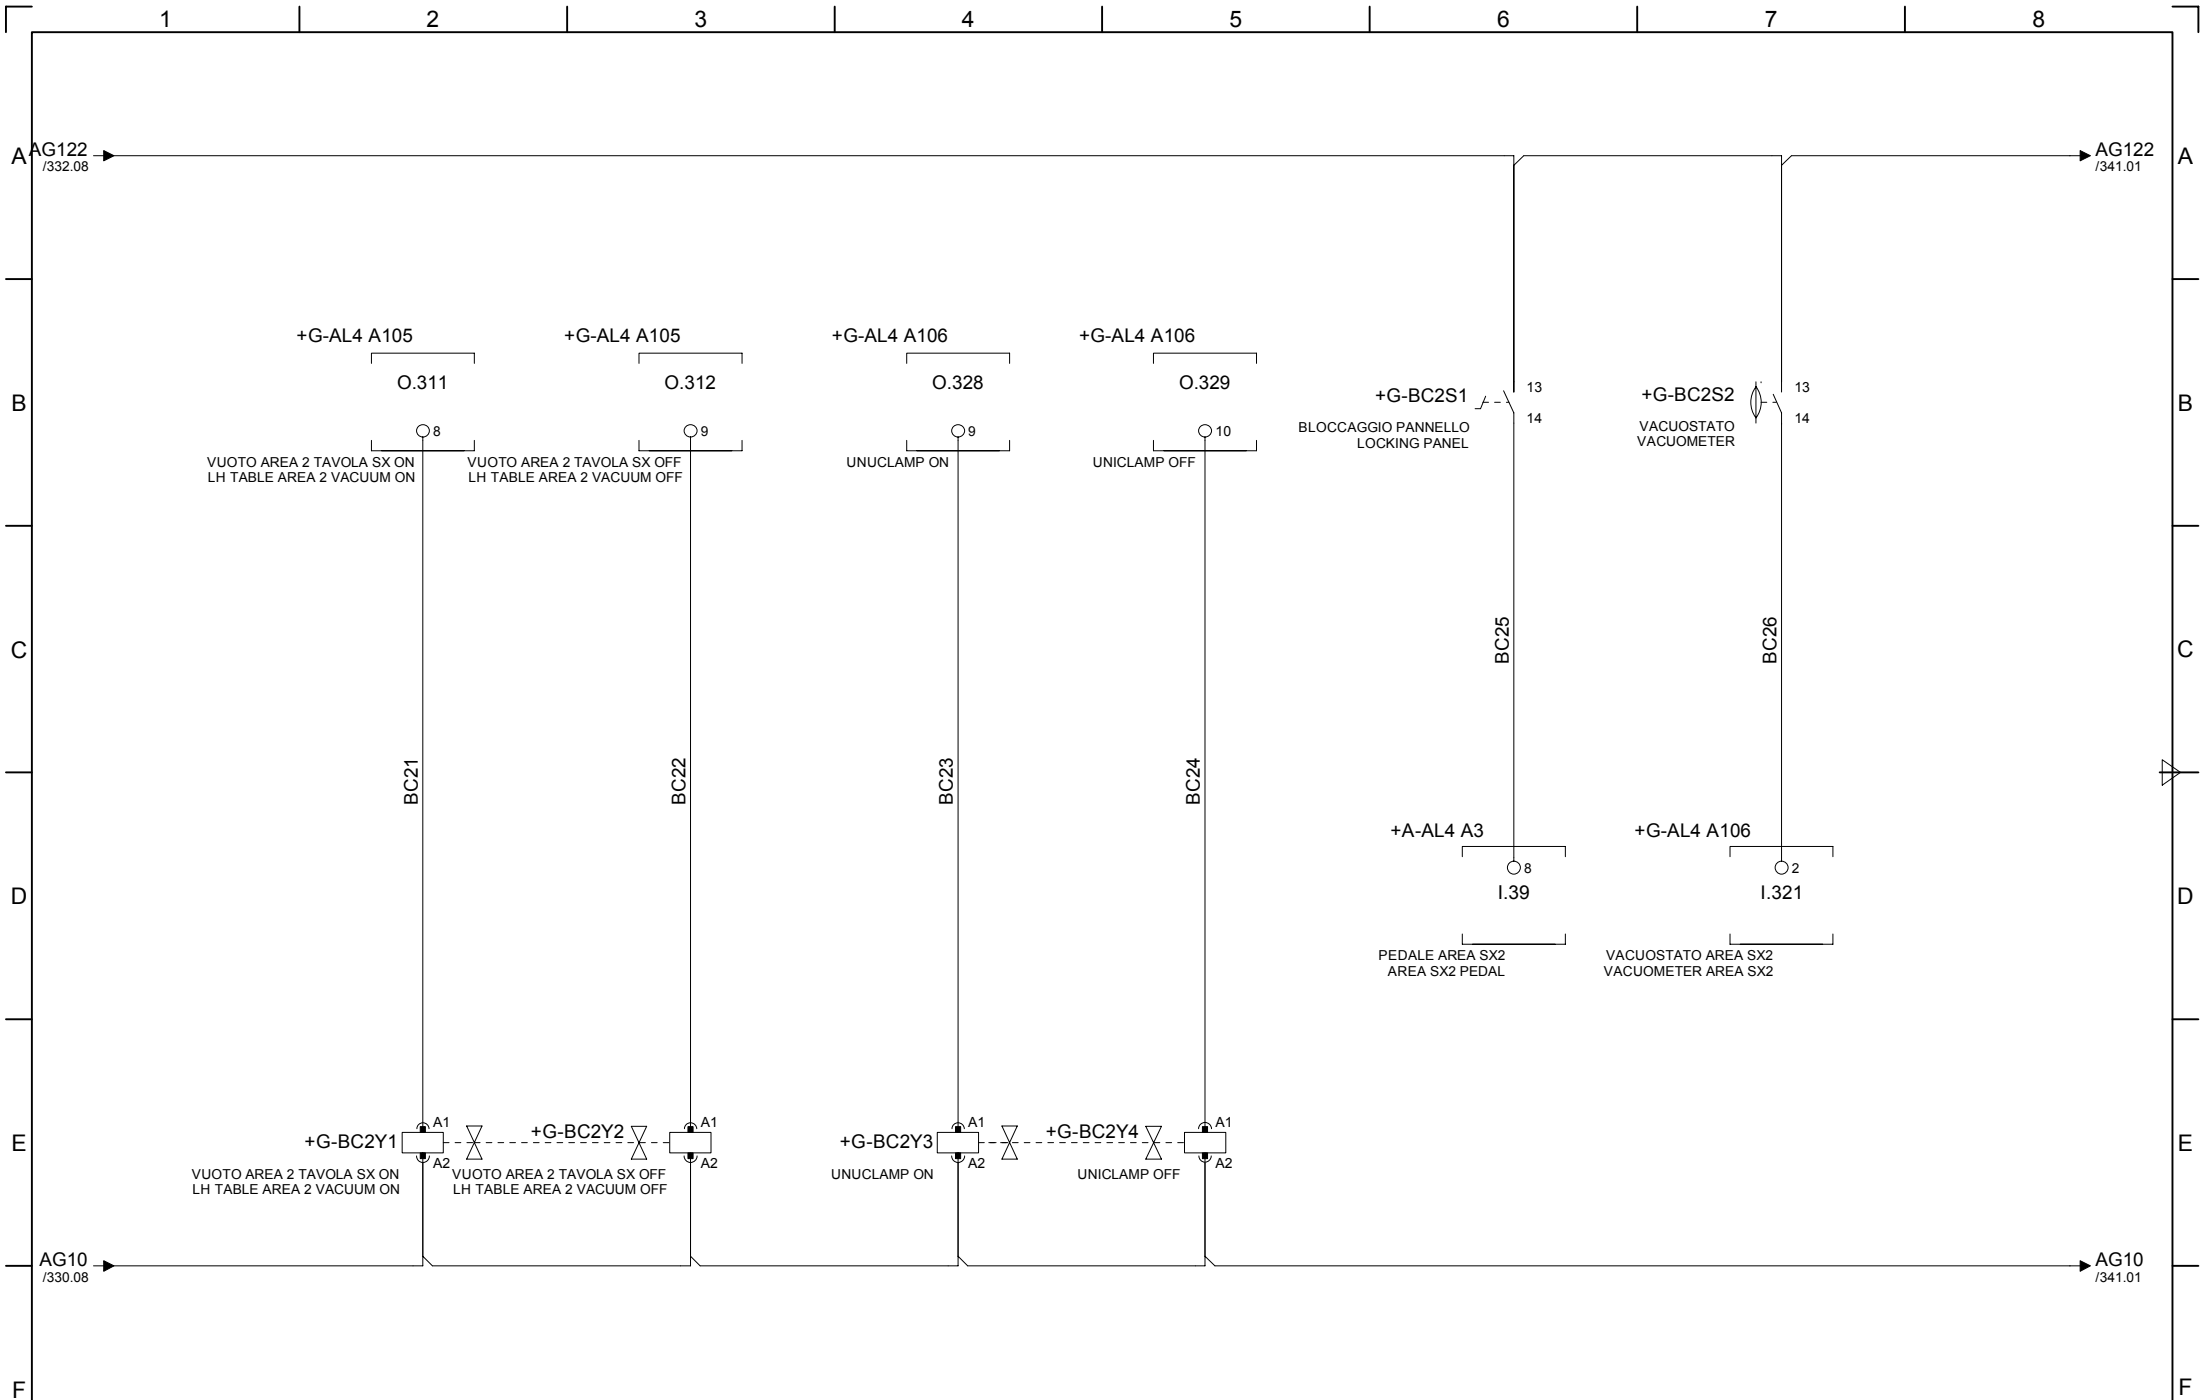 1 2 3 4 5 6 7 8
A AG122 AG122 A
/332.08 /341.01
+G-AL4 A105 +G-AL4 A105 +G-AL4 A106 +G-AL4 A106
O.311 O.312 O.328 O.329
B B
+G-BC2S1 13 +G-BC2S2 13
14 14
BLOCCAGGIO PANNELLO VACUOSTATO
LOCKING PANEL VACUOMETER
8 9 9 10
VUOTO AREA 2 TAVOLA SX ON VUOTO AREA 2 TAVOLA SX OFF UNUCLAMP ON UNICLAMP OFF
LH TABLE AREA 2 VACUUM ON LH TABLE AREA 2 VACUUM OFF
C BC25 BC26 C
BC21 BC22 BC23 BC24
+A-AL4 A3 +G-AL4 A106
8 2
D I.39 I.321 D
PEDALE AREA SX2 VACUOSTATO AREA SX2
AREA SX2 PEDAL VACUOMETER AREA SX2
A1 A1 A1 A1
E +G-BC2Y1 +G-BC2Y2 +G-BC2Y3 +G-BC2Y4 E
A2 A2 A2 A2
VUOTO AREA 2 TAVOLA SX ON VUOTO AREA 2 TAVOLA SX OFF UNUCLAMP ON UNICLAMP OFF
LH TABLE AREA 2 VACUUM ON LH TABLE AREA 2 VACUUM OFF
AG10 AG10
/330.08 /341.01
F F